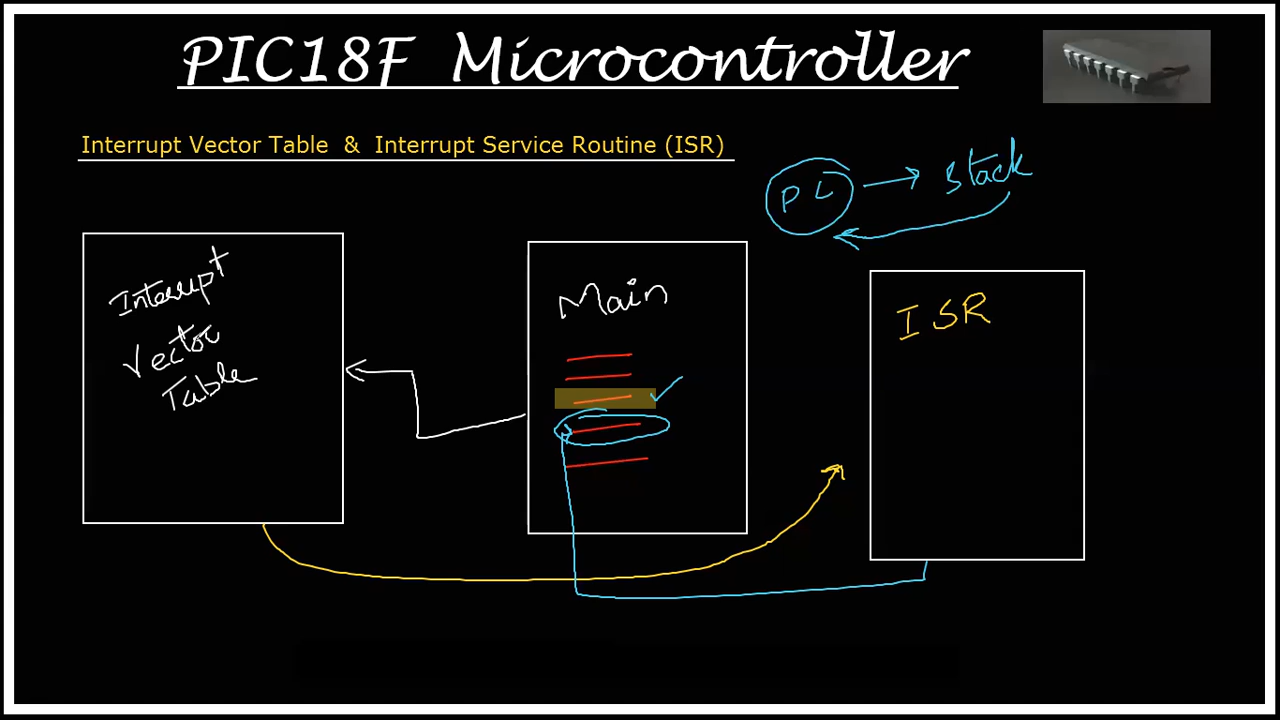 PIC18F Microcontroller
Interrupt Vector Table & Interrupt Service Routine (ISR)
PC → stack
Interrupt
Vector
Table
Main
ISR